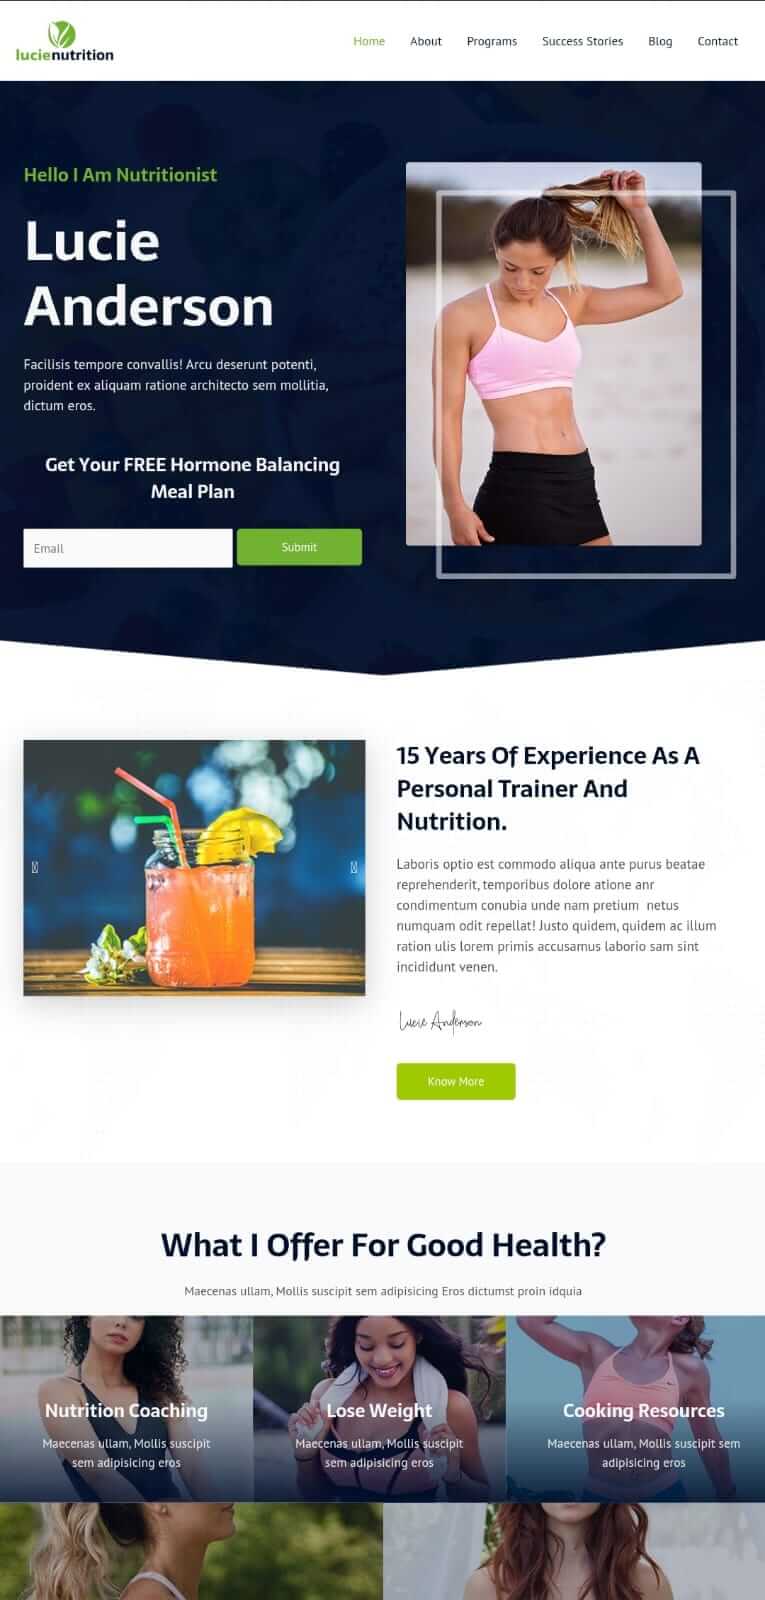 lucienutrition
Home About Programs Success Stories Blog Contact
Hello I Am Nutritionist
Lucie
Anderson
Facilisis tempore convallis! Arcu deserunt potenti,
proident ex aliquam ratione architecto sem mollitia,
dictum eros.
Get Your FREE Hormone Balancing
Meal Plan
Email
Submit
15 Years Of Experience As A
Personal Trainer And
Nutrition.
Laboris optio est commodo aliqua ante purus beatae
reprehenderit, temporibus dolore atione anr
condimentum conubia unde nam pretium netus
numquam odit repellat! Justo quidem, quidem ac illum
ration ulis lorem primis accusamus laborio sam sint
incididunt venen.
Lucie Anderson
Know More
What I Offer For Good Health?
Maecenas ullam, Mollis suscipit sem adipisicing Eros dictumst proin idquia
Nutrition Coaching
Maecenas ullam, Mollis suscipit
sem adipisicing eros
Lose Weight
Maecenas ullam, Mollis suscipit
sem adipisicing eros
Cooking Resources
Maecenas ullam, Mollis suscipit sem
adipisicing eros